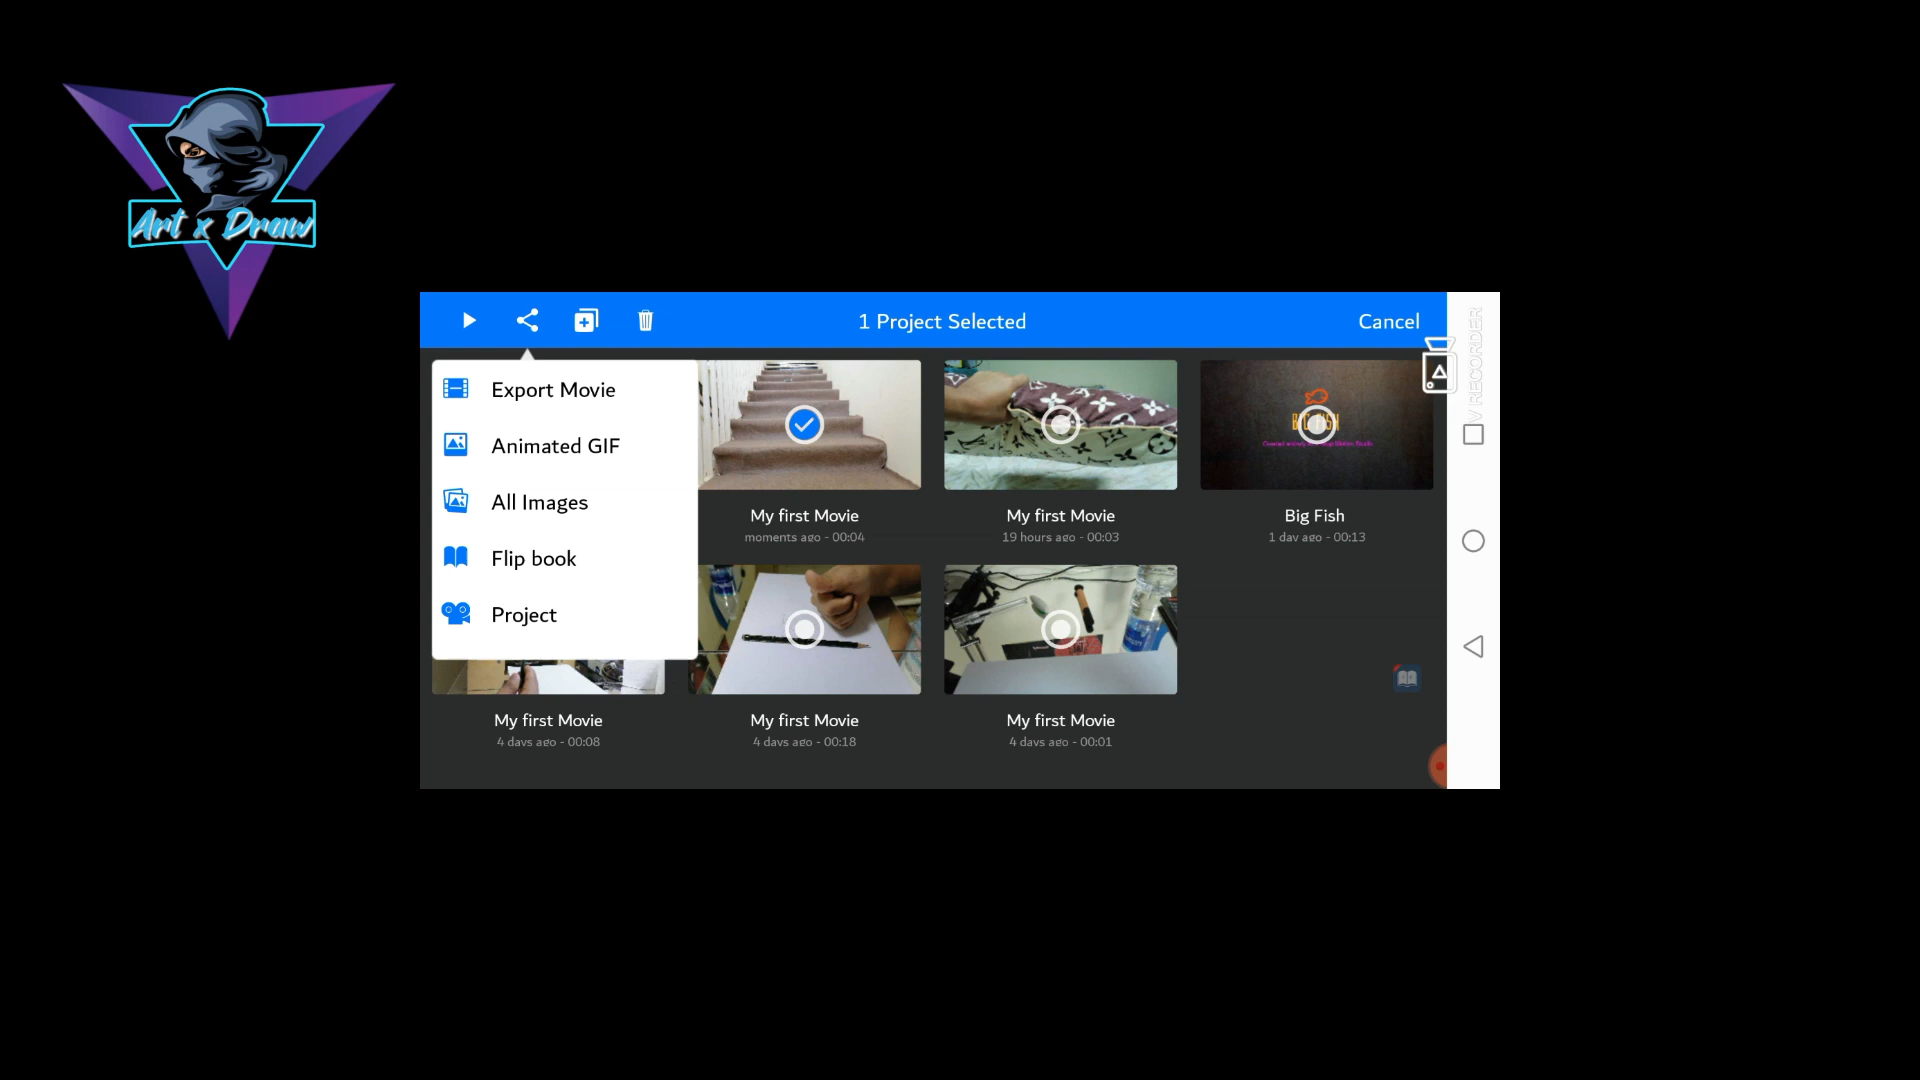 Art x Draw
1 Project Selected
Cancel
Export Movie
Animated GIF
All Images
Flip book
Project
My first Movie
moments ago - 00:04
My first Movie
19 hours ago - 00:03
Big Fish
1 day ago - 00:13
BIG FISH
My first Movie
4 days ago - 00:08
My first Movie
4 days ago - 00:18
My first Movie
4 days ago - 00:01
V RECORDER